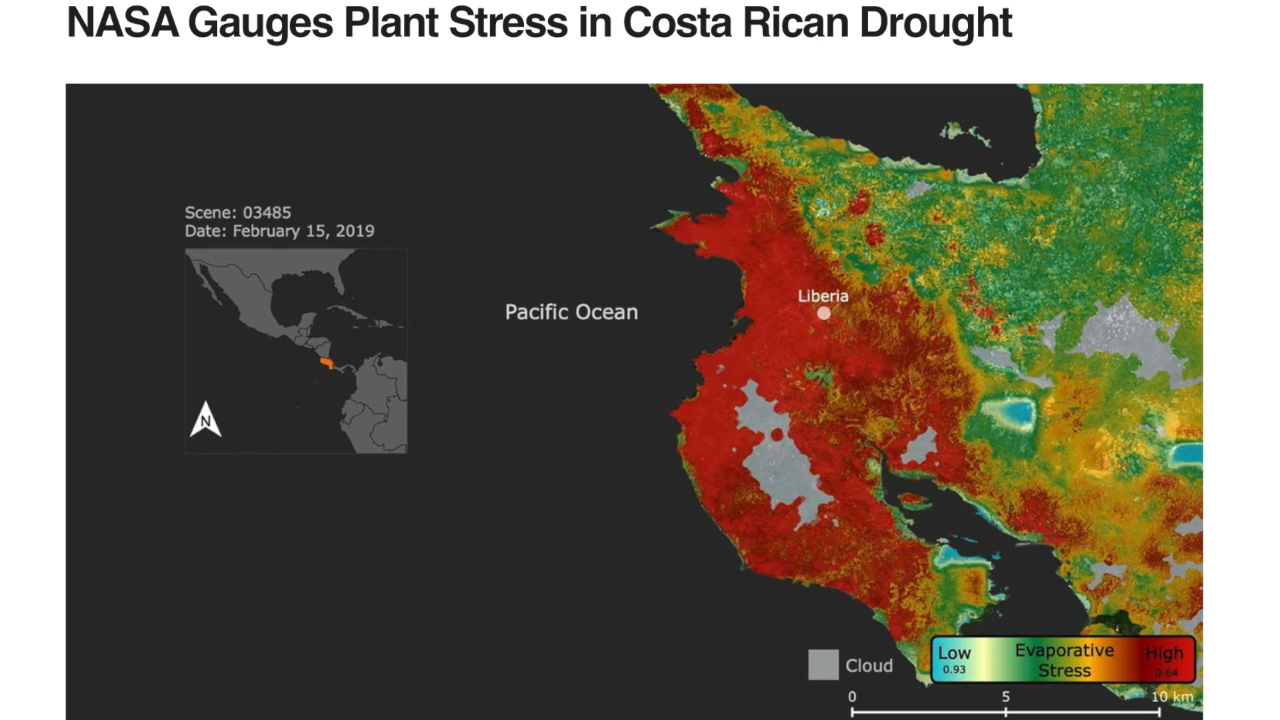 NASA Gauges Plant Stress in Costa Rican Drought
Scene: 03485
Date: February 15, 2019
N
Pacific Ocean
Liberia
Cloud
Low
0.93
Evaporative
Stress
High
0.64
0 5 10 km